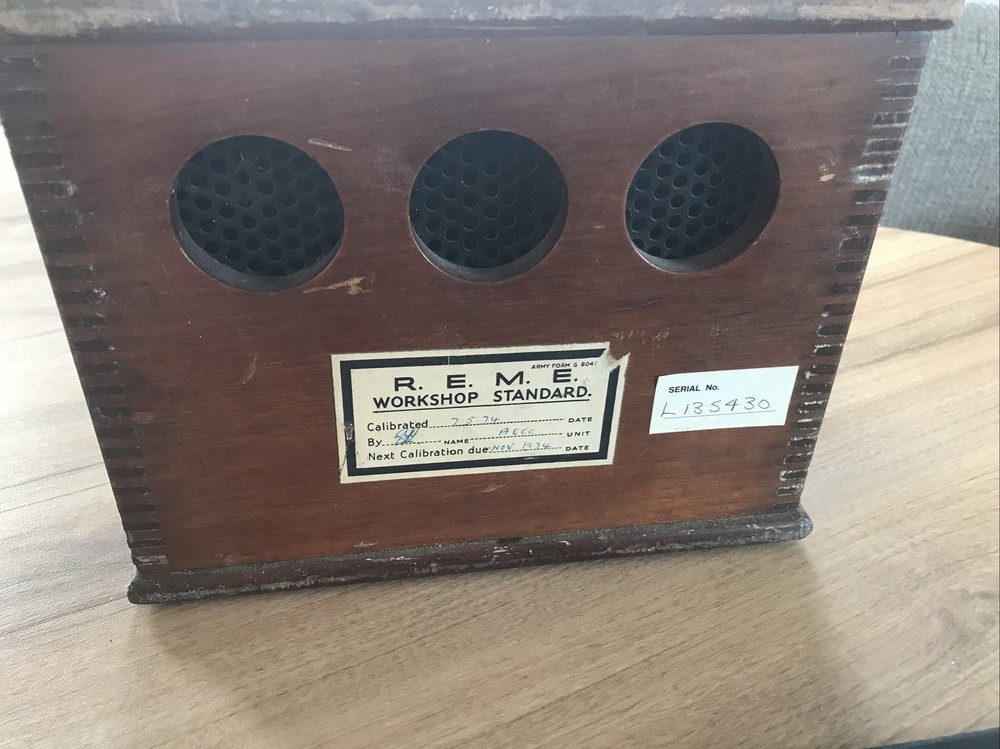 ARMY FORM G 804
R. E. M. E.
WORKSHOP STANDARD.
Calibrated 7.5.74 DATE
By NAME AECC UNIT
Next Calibration due NOV 1974 DATE
SERIAL No.
L135430